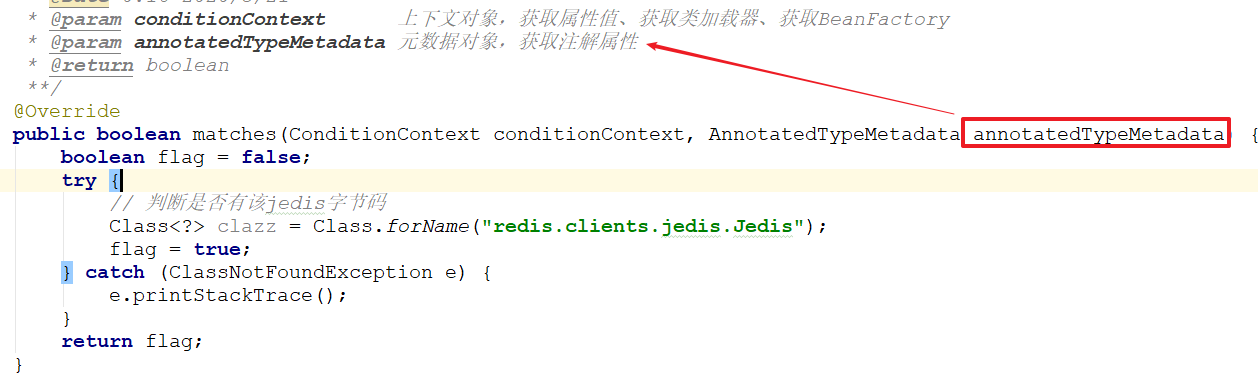 * @param conditionContext 上下文对象，获取属性值、获取类加载器、获取BeanFactory
* @param annotatedTypeMetadata 元数据对象，获取注解属性
* @return boolean
**/
@Override
public boolean matches(ConditionContext conditionContext, AnnotatedTypeMetadata annotatedTypeMetadata) {
boolean flag = false;
try {
// 判断是否有该jedis字节码
Class<?> clazz = Class.forName("redis.clients.jedis.Jedis");
flag = true;
} catch (ClassNotFoundException e) {
e.printStackTrace();
}
return flag;
}